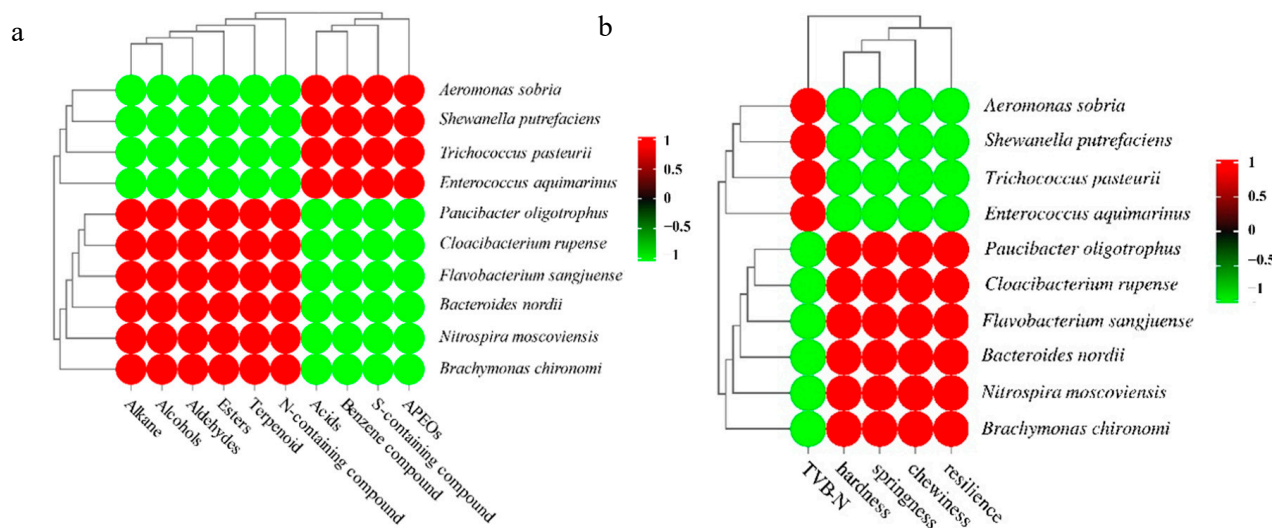 a
Aeromonas sobria
Shewanella putrefaciens
Trichococcus pasteurii
Enterococcus aquimarinus
Paucibacter oligotrophus
Cloacibacterium rupense
Flavobacterium sangjuense
Bacteroides nordii
Nitrospira moscoviensis
Brachymonas chironomi
1
0.5
0
−0.5
1
Alkane
Alcohols
Aldehydes
Esters
Terpenoid
N-containing compound
Acids
Benzene compound
S-containing compound
APEOs
b
Aeromonas sobria
Shewanella putrefaciens
Trichococcus pasteurii
Enterococcus aquimarinus
Paucibacter oligotrophus
Cloacibacterium rupense
Flavobacterium sangjuense
Bacteroides nordii
Nitrospira moscoviensis
Brachymonas chironomi
1
0.5
0
−0.5
−1
TVB-N
hardness
springness
chewiness
resilience